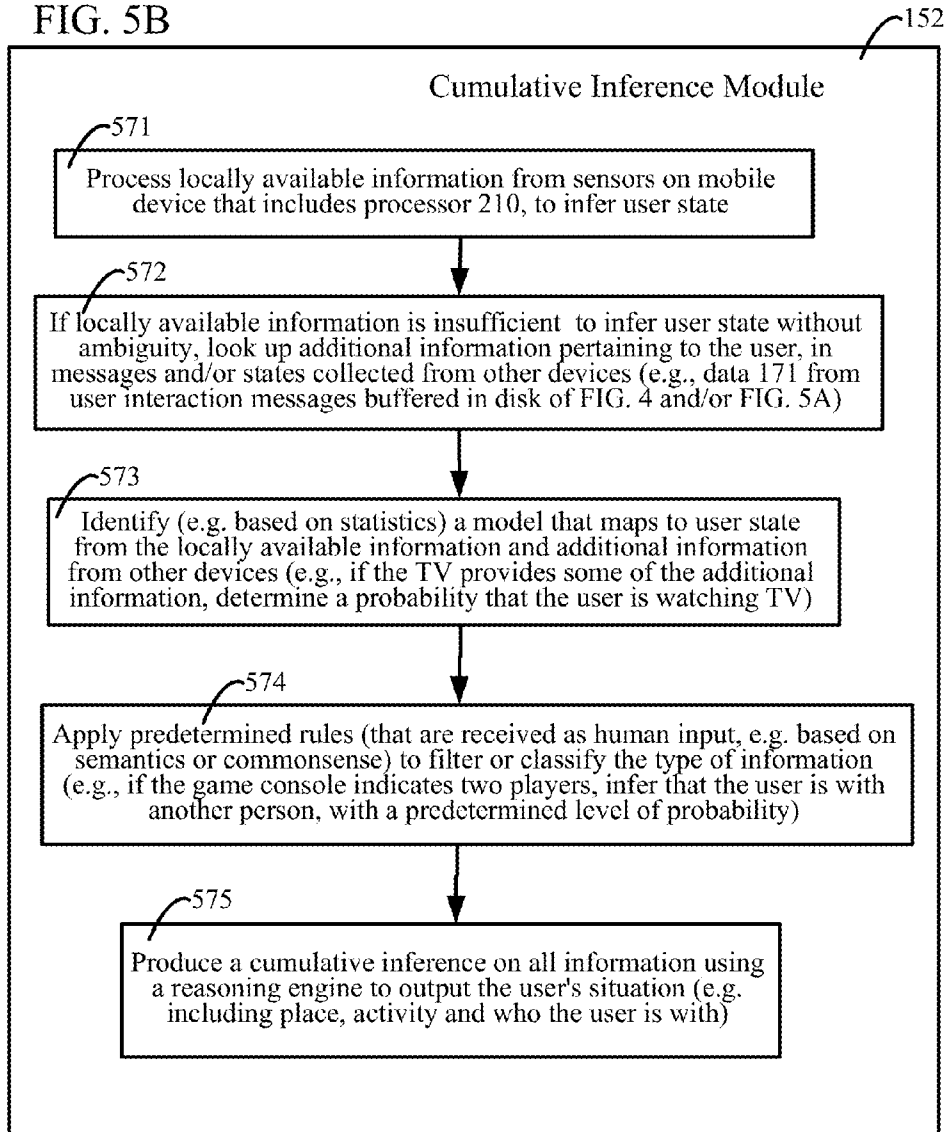 FIG. 5B
152
Cumulative Inference Module
571
Process locally available information from sensors on mobile
device that includes processor 210, to infer user state
572
If locally available information is insufficient to infer user state without
ambiguity, look up additional information pertaining to the user, in
messages and/or states collected from other devices (e.g., data 171 from
user interaction messages buffered in disk of FIG. 4 and/or FIG. 5A)
573
Identify (e.g. based on statistics) a model that maps to user state
from the locally available information and additional information
from other devices (e.g., if the TV provides some of the additional
information, determine a probability that the user is watching TV)
574
Apply predetermined rules (that are received as human input, e.g. based on
semantics or commonsense) to filter or classify the type of information
(e.g., if the game console indicates two players, infer that the user is with
another person, with a predetermined level of probability)
575
Produce a cumulative inference on all information using
a reasoning engine to output the user's situation (e.g.
including place, activity and who the user is with)